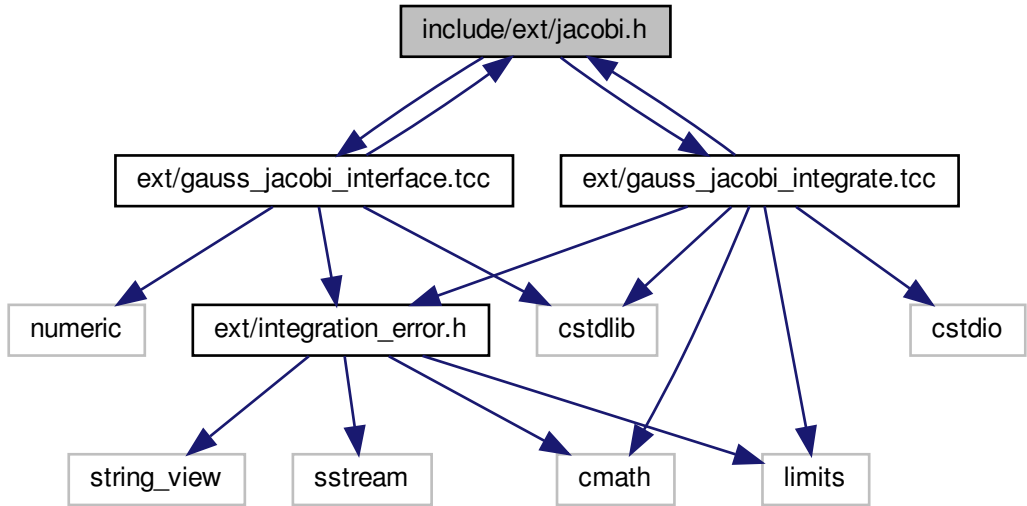 include/ext/jacobi.h
ext/gauss_jacobi_interface.tcc
ext/gauss_jacobi_integrate.tcc
numeric
ext/integration_error.h
cstdlib
cstdio
string_view
sstream
cmath
limits